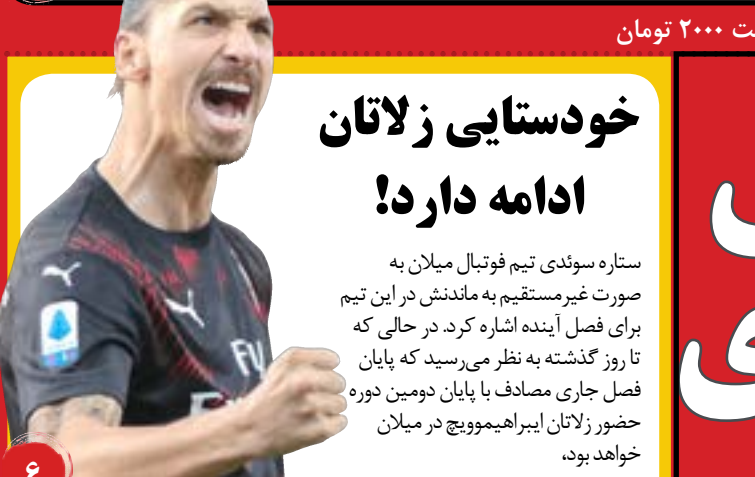 ۲۰۰۰ تومان
خودستایی زلاتان
ادامه دارد!
ستاره سوئدی تیم فوتبال میلان به
صورت غیرمستقیم به ماندنش در این تیم
برای فصل آینده اشاره کرد. در حالی که
تا روز گذشته به نظر می‌رسید که پایان
فصل جاری مصادف با پایان دومین دوره
حضور زلاتان ایبراهیموویچ در میلان
خواهد بود،
۶